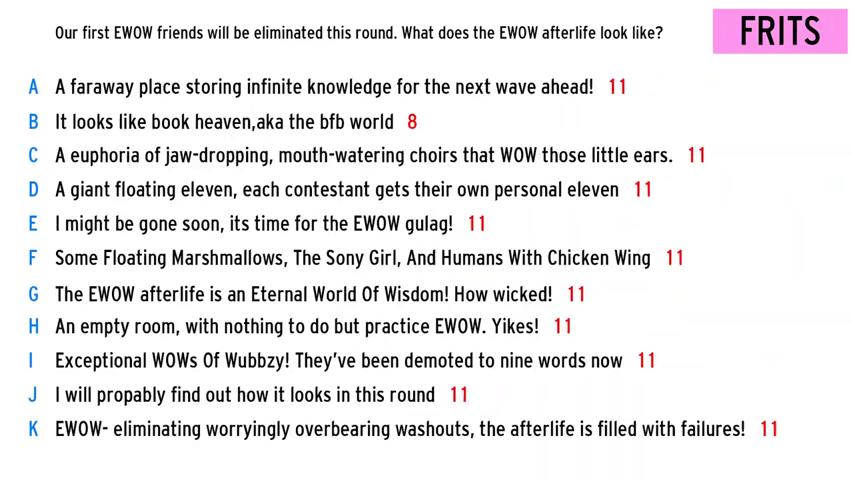 Our first EWOW friends will be eliminated this round. What does the EWOW afterlife look like?
FRITS
A A faraway place storing infinite knowledge for the next wave ahead! 11
B It looks like book heaven,aka the bfb world 8
C A euphoria of jaw-dropping, mouth-watering choirs that WOW those little ears. 11
D A giant floating eleven, each contestant gets their own personal eleven 11
E I might be gone soon, its time for the EWOW gulag! 11
F Some Floating Marshmallows, The Sony Girl, And Humans With Chicken Wing 11
G The EWOW afterlife is an Eternal World Of Wisdom! How wicked! 11
H An empty room, with nothing to do but practice EWOW. Yikes! 11
I Exceptional WOWs Of Wubbzy! They've been demoted to nine words now 11
J I will propably find out how it looks in this round 11
K EWOW- eliminating worryingly overbearing washouts, the afterlife is filled with failures! 11